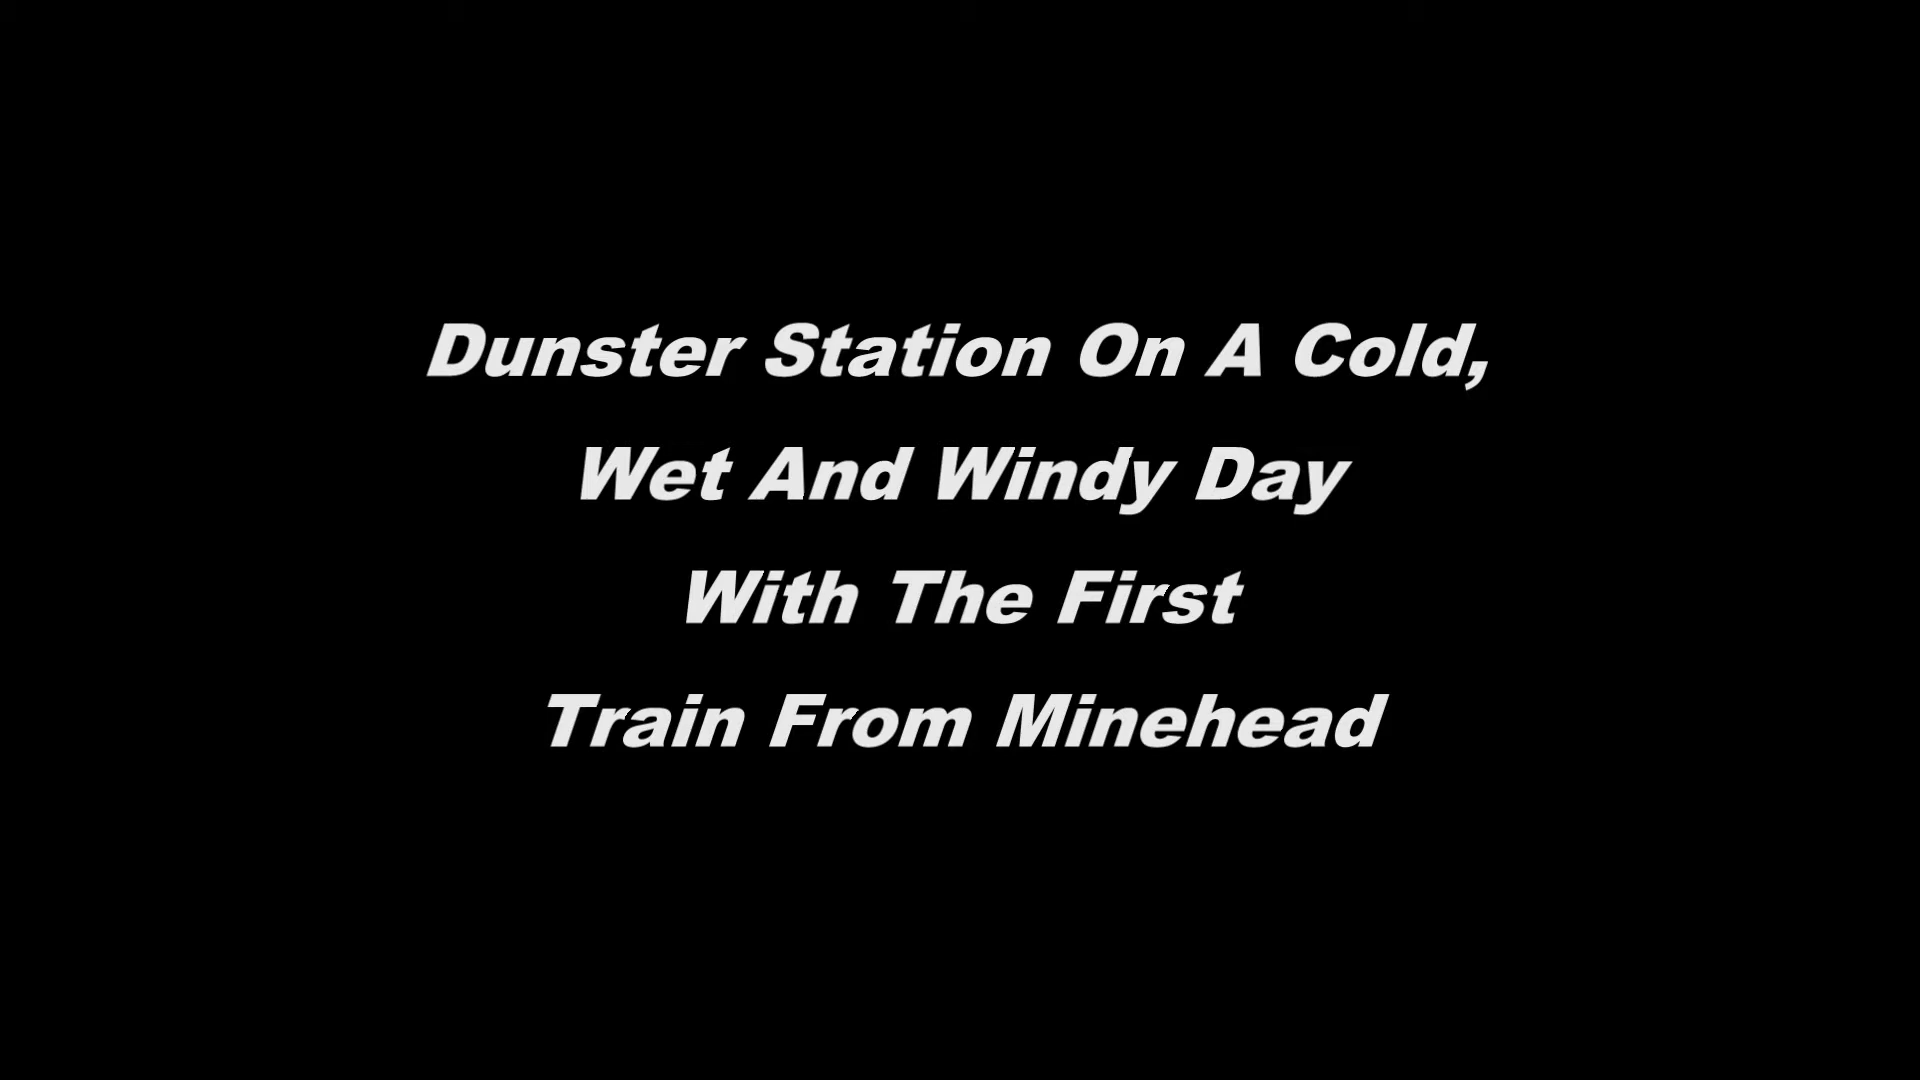 Dunster Station On A Cold,
Wet And Windy Day
With The First
Train From Minehead